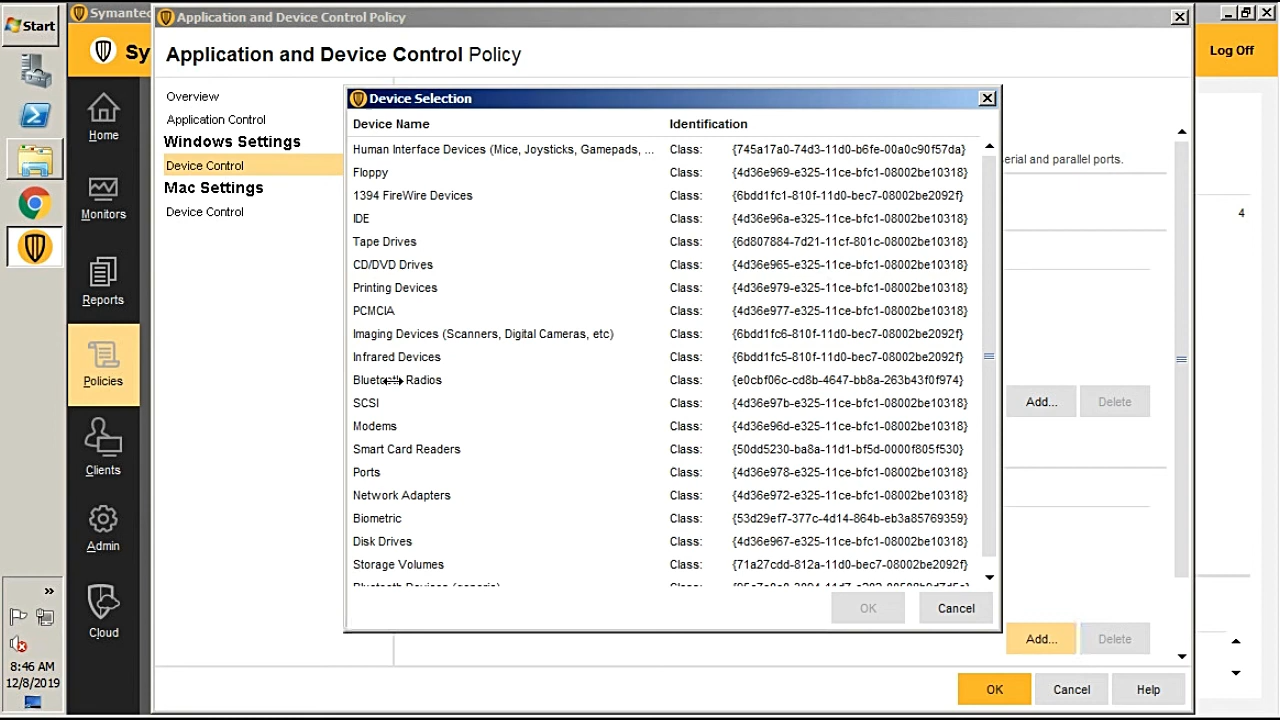 Start
Symantec
Application and Device Control Policy
Sy
Application and Device Control Policy
Log Off
Overview
Application Control
Windows Settings
Device Control
Mac Settings
Device Control
Home
Monitors
Reports
Policies
Clients
Admin
Cloud
Device Selection
Device Name Identification
Human Interface Devices (Mice, Joysticks, Gamepads, ... Class: {745a17a0-74d3-11d0-b6fe-00a0c90f57da}
Floppy Class: {4d36e969-e325-11ce-bfc1-08002be10318}
1394 FireWire Devices Class: {6bdd1fc1-810f-11d0-bec7-08002be2092f}
IDE Class: {4d36e96a-e325-11ce-bfc1-08002be10318}
Tape Drives Class: {6d807884-7d21-11cf-801c-08002be10318}
CD/DVD Drives Class: {4d36e965-e325-11ce-bfc1-08002be10318}
Printing Devices Class: {4d36e979-e325-11ce-bfc1-08002be10318}
PCMCIA Class: {4d36e977-e325-11ce-bfc1-08002be10318}
Imaging Devices (Scanners, Digital Cameras, etc) Class: {6bdd1fc6-810f-11d0-bec7-08002be2092f}
Infrared Devices Class: {6bdd1fc5-810f-11d0-bec7-08002be2092f}
Bluetooth Radios Class: {e0cbf06c-cd8b-4647-bb8a-263b43f0f974}
SCSI Class: {4d36e97b-e325-11ce-bfc1-08002be10318}
Modems Class: {4d36e96d-e325-11ce-bfc1-08002be10318}
Smart Card Readers Class: {50dd5230-ba8a-11d1-bf5d-0000f805f530}
Ports Class: {4d36e978-e325-11ce-bfc1-08002be10318}
Network Adapters Class: {4d36e972-e325-11ce-bfc1-08002be10318}
Biometric Class: {53d29ef7-377c-4d14-864b-eb3a85769359}
Disk Drives Class: {4d36e967-e325-11ce-bfc1-08002be10318}
Storage Volumes Class: {71a27cdd-812a-11d0-bec7-08002be2092f}
Bluetooth Devices (generic) Class:
OK Cancel
erial and parallel ports.
4
Add... Delete
Add... Delete
OK Cancel Help
8:46 AM
12/8/2019